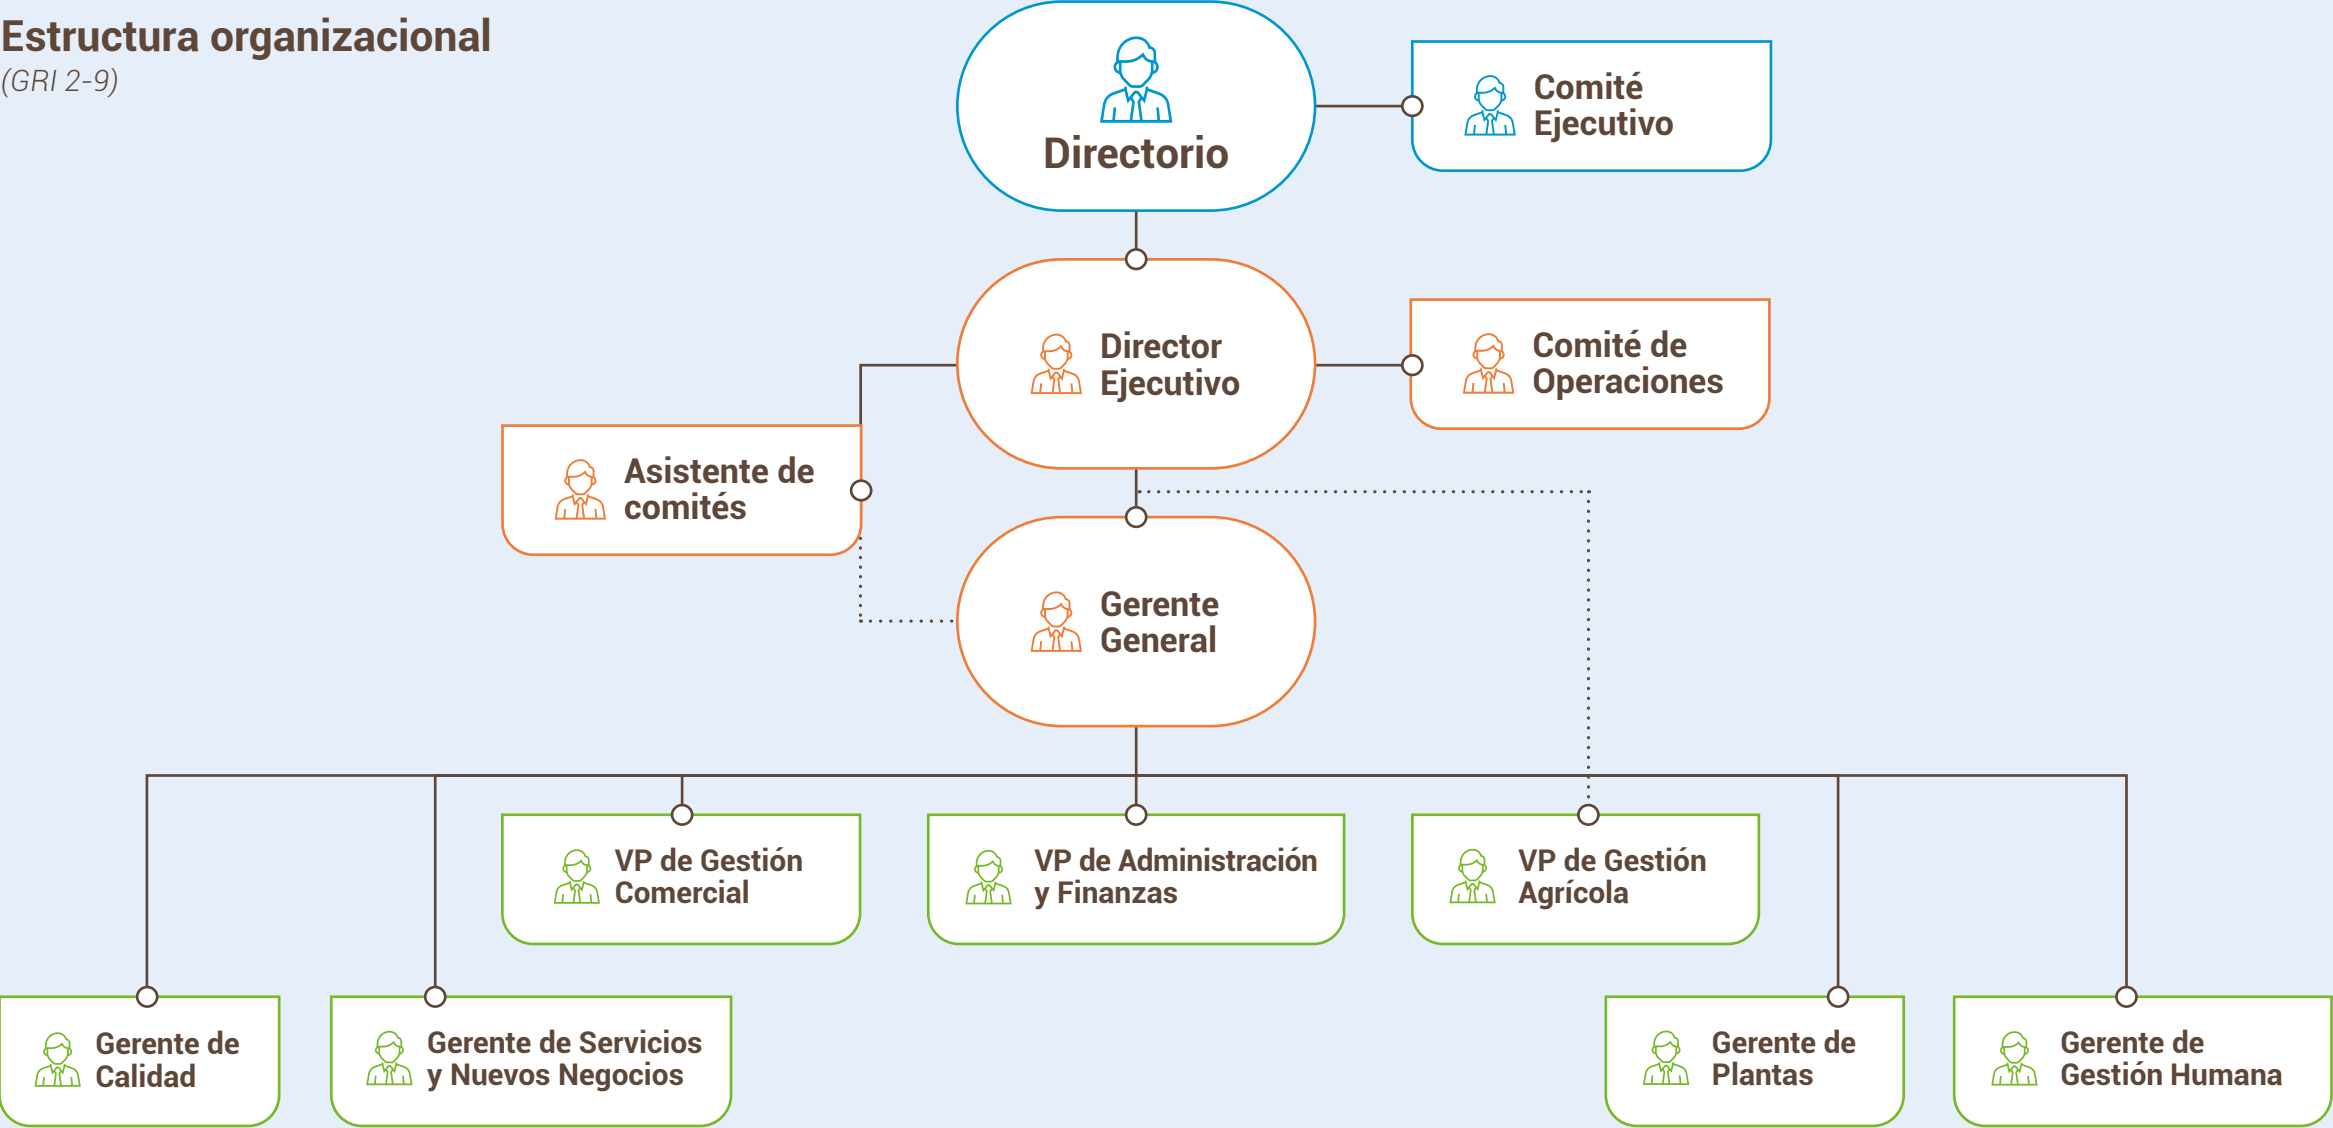 Estructura organizacional
(GRI 2-9)
Directorio
Comité
Ejecutivo
Director
Ejecutivo
Comité de
Operaciones
Asistente de
comités
Gerente
General
VP de Gestión
Comercial
VP de Administración
y Finanzas
VP de Gestión
Agrícola
Gerente de
Calidad
Gerente de Servicios
y Nuevos Negocios
Gerente de
Plantas
Gerente de
Gestión Humana